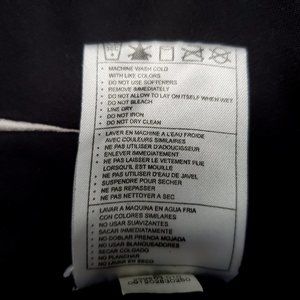 • MACHINE WASH COLD
WITH LIKE COLORS
• DO NOT USE SOFTENERS
• REMOVE IMMEDIATELY
• DO NOT ALLOW TO LAY ON ITSELF WHEN WET
• DO NOT BLEACH
• LINE DRY
• DO NOT IRON
• DO NOT DRY CLEAN
• LAVER EN MACHINE A L'EAU FROIDE
AVEC COULEURS SIMILAIRES
• NE PAS UTILISER D'ADOUCISSEUR
• ENLEVER IMMEDIATEMENT
• NE PAS LAISSER LE VETEMENT PLIE
LORSQU'IL EST MOUILLE
• NE PAS UTILISER D'EAU DE JAVEL
• SUSPENDRE POUR SECHER
• NE PAS REPASSER
• NE PAS NETTOYER A SEC
• LAVAR A MAQUINA EN AGUA FRIA
CON COLORES SIMILARES
• NO USAR SUAVIZANTES
• SACAR INMEDIATAMENTE
• NO DOBLAR PRENDA MOJADA
• NO USAR BLANQUEADORES
• SECAR COLGADO
• NO PLANCHAR
• NO LAVAR EN SECO